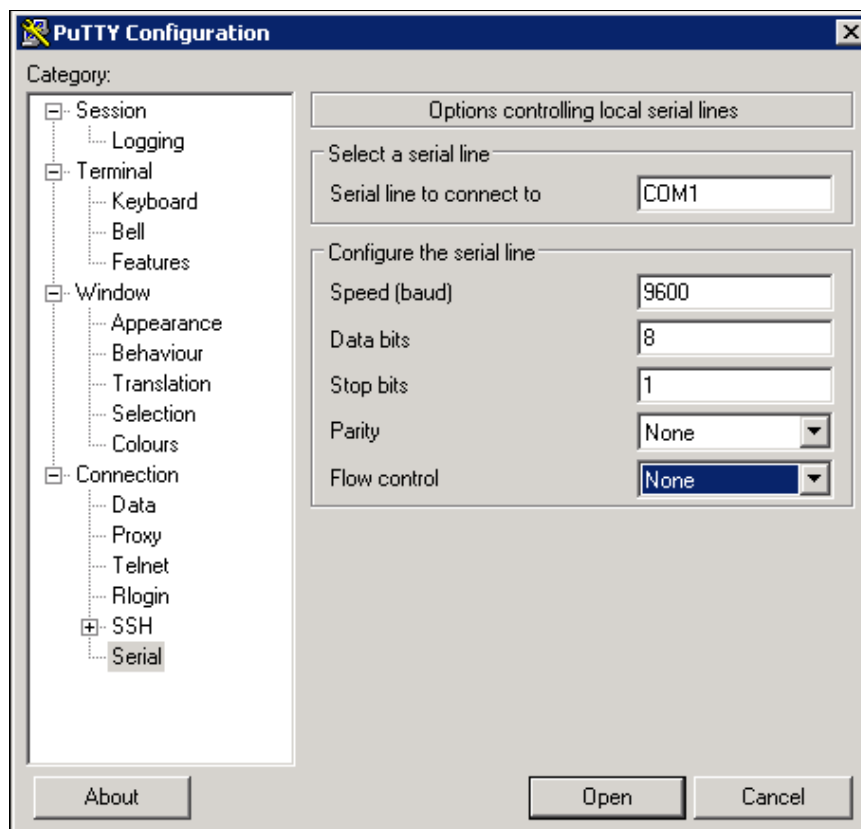 PuTTY Configuration
Category:
Session
Logging
Terminal
Keyboard
Bell
Features
Window
Appearance
Behaviour
Translation
Selection
Colours
Connection
Data
Proxy
Telnet
Rlogin
SSH
Serial
Options controlling local serial lines
Select a serial line
Serial line to connect to COM1
Configure the serial line
Speed (baud) 9600
Data bits 8
Stop bits 1
Parity None
Flow control None
About Open Cancel